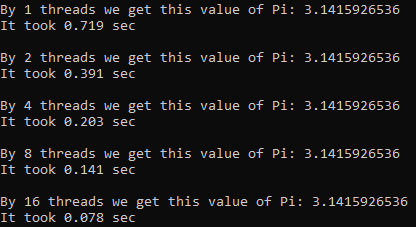 By 1 threads we get this value of Pi: 3.1415926536
It took 0.719 sec
By 2 threads we get this value of Pi: 3.1415926536
It took 0.391 sec
By 4 threads we get this value of Pi: 3.1415926536
It took 0.203 sec
By 8 threads we get this value of Pi: 3.1415926536
It took 0.141 sec
By 16 threads we get this value of Pi: 3.1415926536
It took 0.078 sec